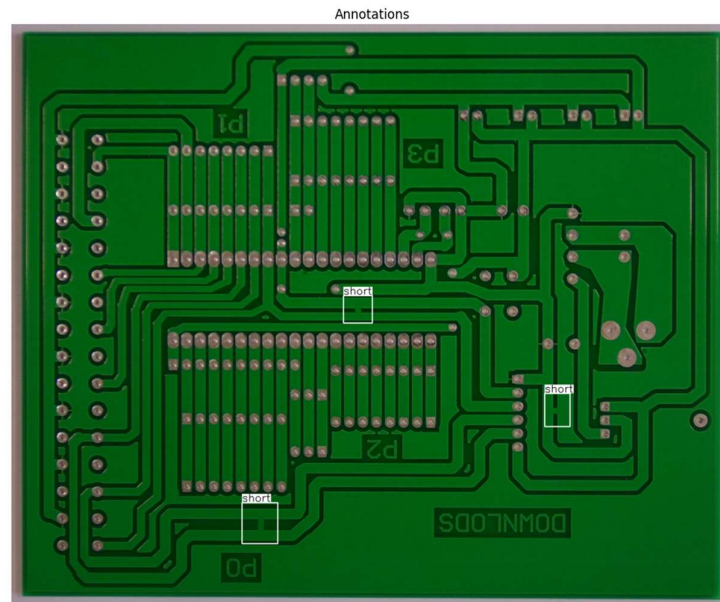 Annotations
P1
P3
short
short
P2
short
DOWNLODS
P0